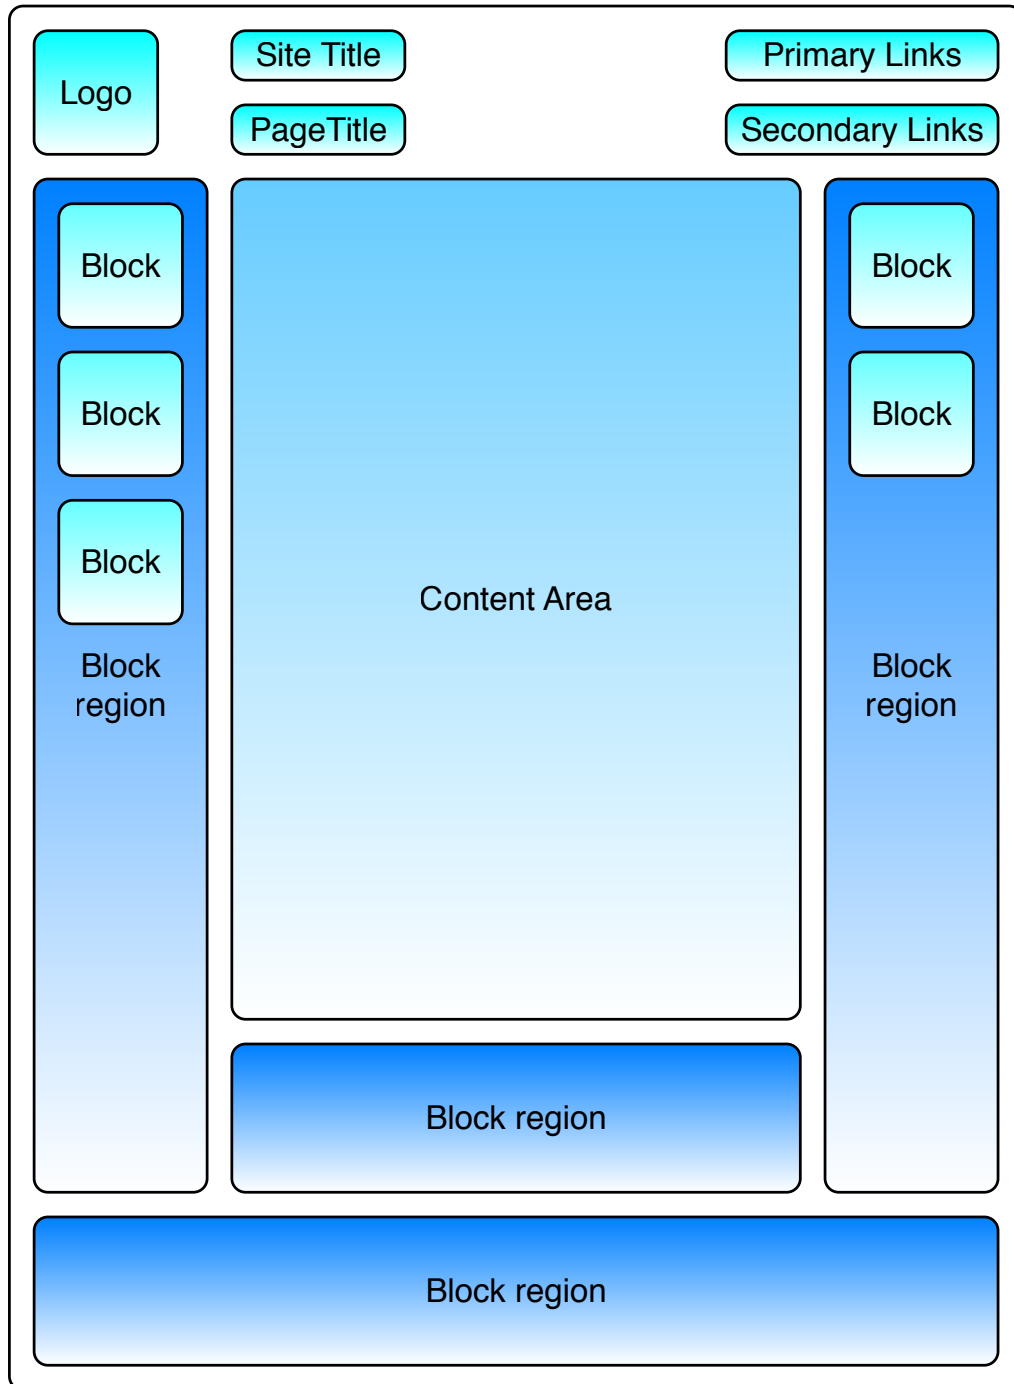 Logo
Site Title
PageTitle
Primary Links
Secondary Links
Block
Block
Block
Block
region
Content Area
Block
Block
Block
region
Block region
Block region